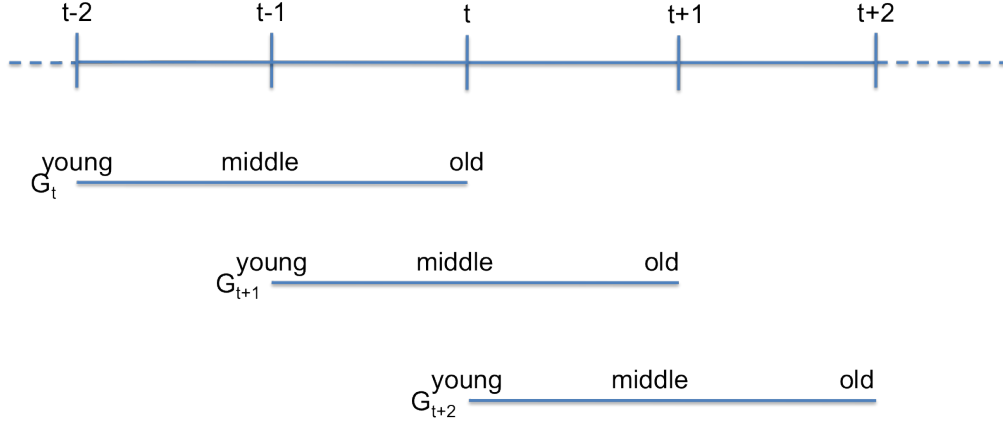 t-2 t-1 t t+1 t+2
young middle old
Gt
young middle old
Gt+1
young middle old
Gt+2